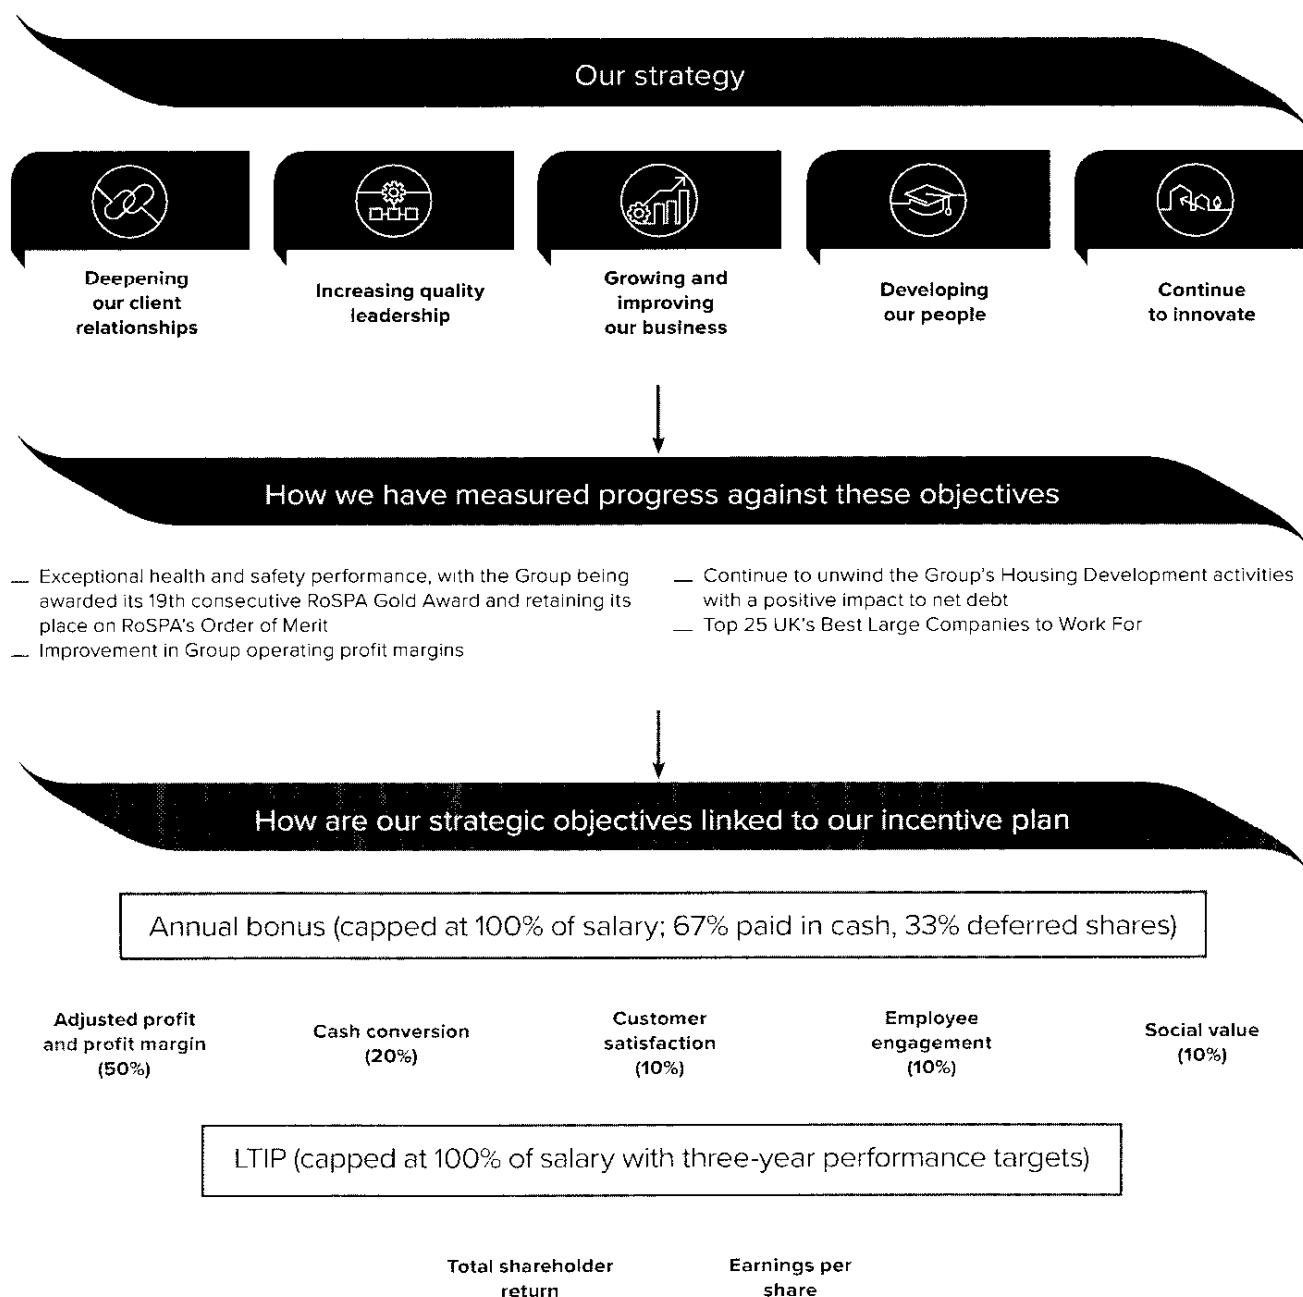 Our strategy
Deepening
our client
relationships
Increasing quality
leadership
Growing and
improving
our business
Developing
our people
Continue
to innovate
How we have measured progress against these objectives
— Exceptional health and safety performance, with the Group being
awarded its 19th consecutive RoSPA Gold Award and retaining its
place on RoSPA's Order of Merit
— Improvement in Group operating profit margins
— Continue to unwind the Group's Housing Development activities
with a positive impact to net debt
— Top 25 UK's Best Large Companies to Work For
How are our strategic objectives linked to our incentive plan
Annual bonus (capped at 100% of salary; 67% paid in cash, 33% deferred shares)
Adjusted profit
and profit margin
(50%)
Cash conversion
(20%)
Customer
satisfaction
(10%)
Employee
engagement
(10%)
Social value
(10%)
LTIP (capped at 100% of salary with three-year performance targets)
Total shareholder
return
Earnings per
share